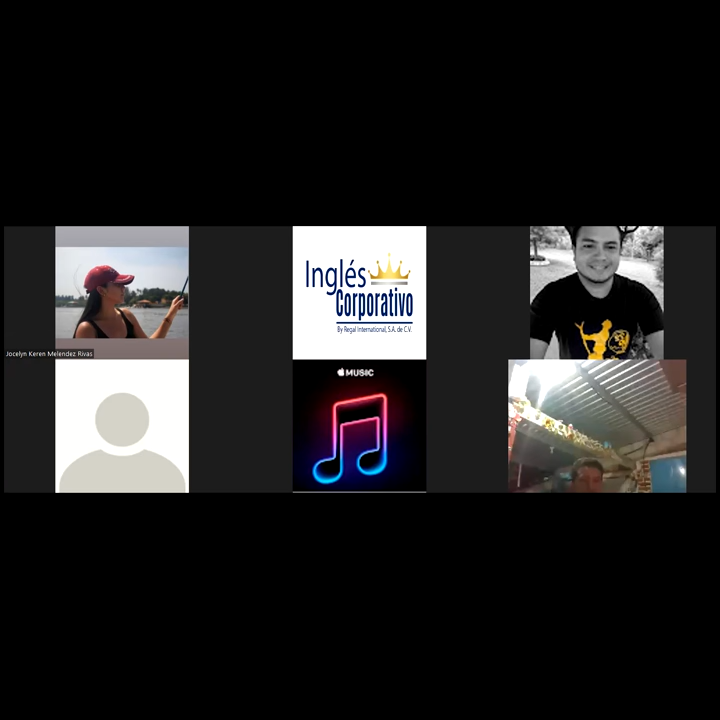 Inglés
Corporativo
By Regal International, S.A. de C.V.
Jocelyn Keren Melendez Rivas
MUSIC